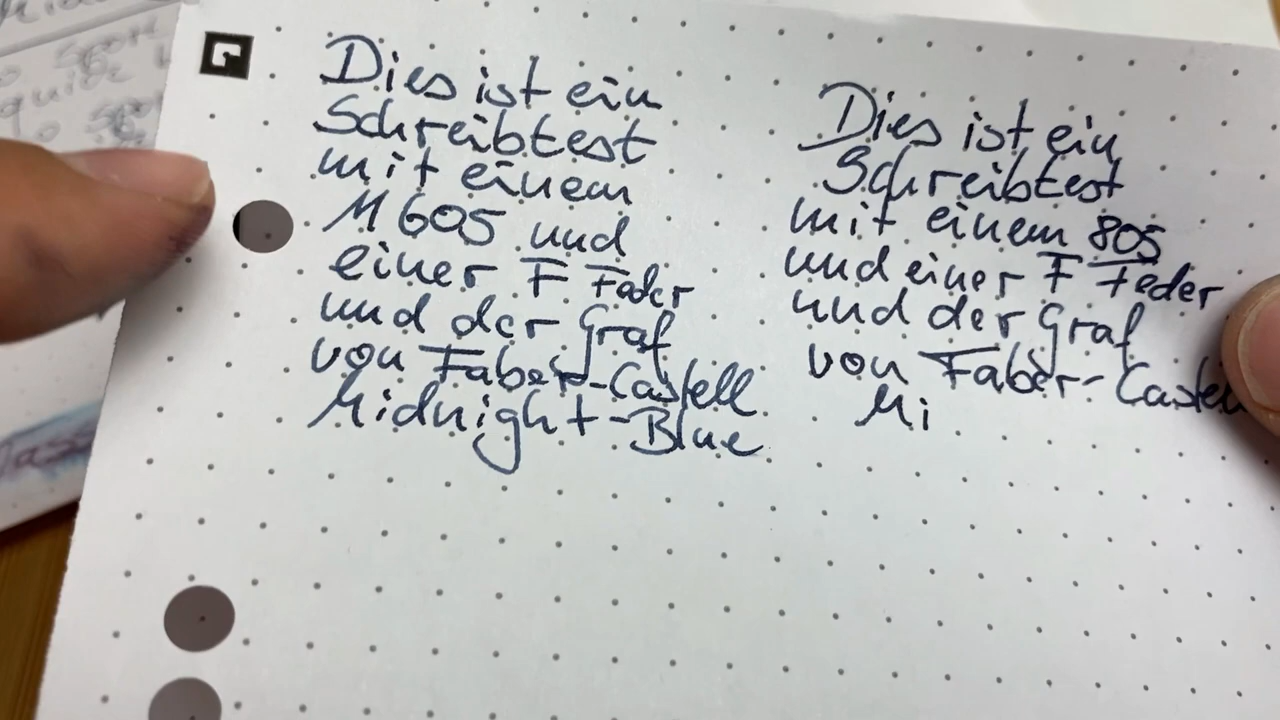 Dies ist ein
Schreibtest
mit einem
M605 und
einer F Feder
und der Graf
von Faber-Castell
Midnight-Blue
Dies ist ein
Schreibtest
mit einem 805
und einer F Feder
und der Graf
von Faber-Castell
Mi